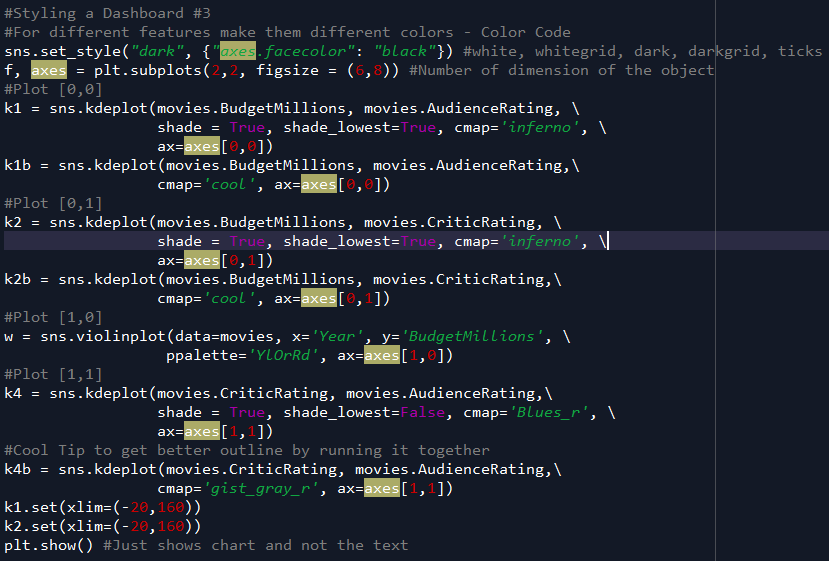 #Styling a Dashboard #3
#For different features make them different colors - Color Code
sns.set_style("dark", {"axes.facecolor": "black"}) #white, whitegrid, dark, darkgrid, ticks
f, axes = plt.subplots(2,2, figsize = (6,8)) #Number of dimension of the object
#Plot [0,0]
k1 = sns.kdeplot(movies.BudgetMillions, movies.AudienceRating, \
                 shade = True, shade_lowest=True, cmap='inferno', \
                 ax=axes[0,0])
k1b = sns.kdeplot(movies.BudgetMillions, movies.AudienceRating,\
                 cmap='cool', ax=axes[0,0])
#Plot [0,1]
k2 = sns.kdeplot(movies.BudgetMillions, movies.CriticRating, \
                 shade = True, shade_lowest=True, cmap='inferno', \
                 ax=axes[0,1])
k2b = sns.kdeplot(movies.BudgetMillions, movies.CriticRating,\
                 cmap='cool', ax=axes[0,1])
#Plot [1,0]
w = sns.violinplot(data=movies, x='Year', y='BudgetMillions', \
                  ppalette='YlOrRd', ax=axes[1,0])
#Plot [1,1]
k4 = sns.kdeplot(movies.CriticRating, movies.AudienceRating,\
                 shade = True, shade_lowest=False, cmap='Blues_r', \
                 ax=axes[1,1])
#Cool Tip to get better outline by running it together
k4b = sns.kdeplot(movies.CriticRating, movies.AudienceRating,\
                 cmap='gist_gray_r', ax=axes[1,1])
k1.set(xlim=(-20,160))
k2.set(xlim=(-20,160))
plt.show() #Just shows chart and not the text